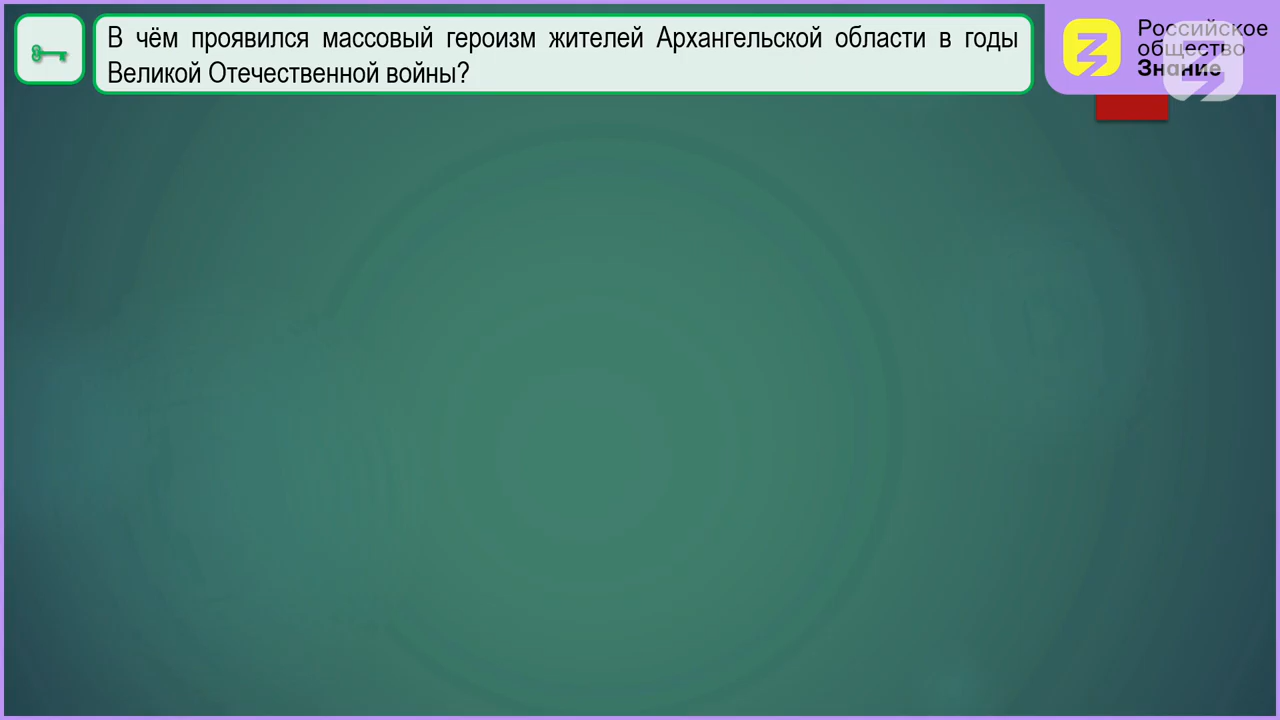 В чём проявился массовый героизм жителей Архангельской области в годы
Великой Отечественной войны?
Российское
общество
Знание